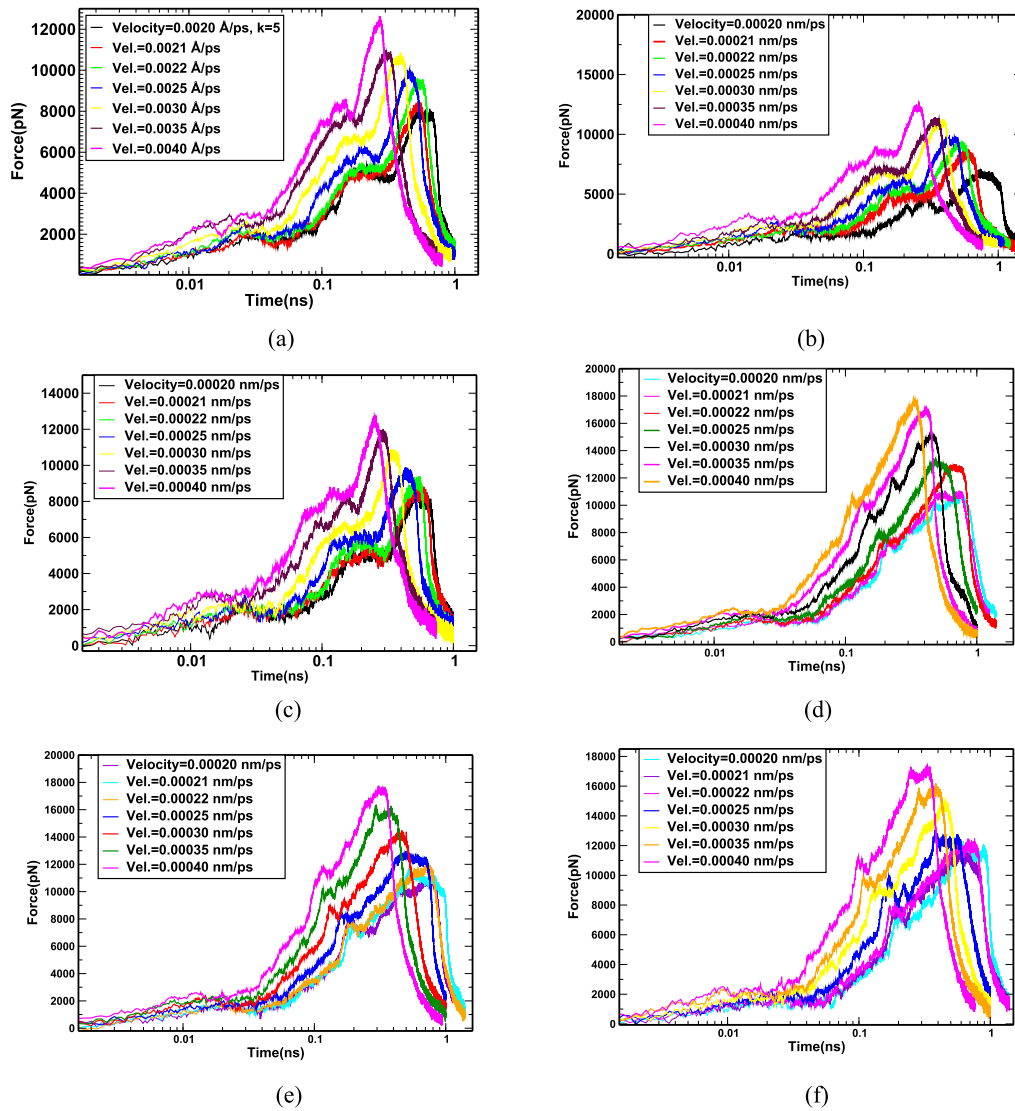 Velocity=0.0020 Å/ps, k=5
Vel.=0.0021 Å/ps
Vel.=0.0022 Å/ps
Vel.=0.0025 Å/ps
Vel.=0.0030 Å/ps
Vel.=0.0035 Å/ps
Vel.=0.0040 Å/ps
12000
10000
8000
6000
4000
2000
Force(pN)
0.01
0.1
1
Time(ns)
(a)
Velocity=0.00020 nm/ps
Vel.=0.00021 nm/ps
Vel.=0.00022 nm/ps
Vel.=0.00025 nm/ps
Vel.=0.00030 nm/ps
Vel.=0.00035 nm/ps
Vel.=0.00040 nm/ps
20000
15000
10000
5000
0
Force(pN)
0.01
0.1
1
Time(ns)
(b)
Velocity=0.00020 nm/ps
Vel.=0.00021 nm/ps
Vel.=0.00022 nm/ps
Vel.=0.00025 nm/ps
Vel.=0.00030 nm/ps
Vel.=0.00035 nm/ps
Vel.=0.00040 nm/ps
14000
12000
10000
8000
6000
4000
2000
0
Force(pN)
0.01
0.1
1
Time(ns)
(c)
Velocity=0.00020 nm/ps
Vel.=0.00021 nm/ps
Vel.=0.00022 nm/ps
Vel.=0.00025 nm/ps
Vel.=0.00030 nm/ps
Vel.=0.00035 nm/ps
Vel.=0.00040 nm/ps
20000
18000
16000
14000
12000
10000
8000
6000
4000
2000
0
Force(pN)
0.01
0.1
1
Time(ns)
(d)
Velocity=0.00020 nm/ps
Vel.=0.00021 nm/ps
Vel.=0.00022 nm/ps
Vel.=0.00025 nm/ps
Vel.=0.00030 nm/ps
Vel.=0.00035 nm/ps
Vel.=0.00040 nm/ps
20000
18000
16000
14000
12000
10000
8000
6000
4000
2000
0
Force(pN)
0.01
0.1
1
Time(ns)
(e)
Velocity=0.00020 nm/ps
Vel.=0.00021 nm/ps
Vel.=0.00022 nm/ps
Vel.=0.00025 nm/ps
Vel.=0.00030 nm/ps
Vel.=0.00035 nm/ps
Vel.=0.00040 nm/ps
18000
16000
14000
12000
10000
8000
6000
4000
2000
0
Force(pN)
0.01
0.1
1
Time(ns)
(f)